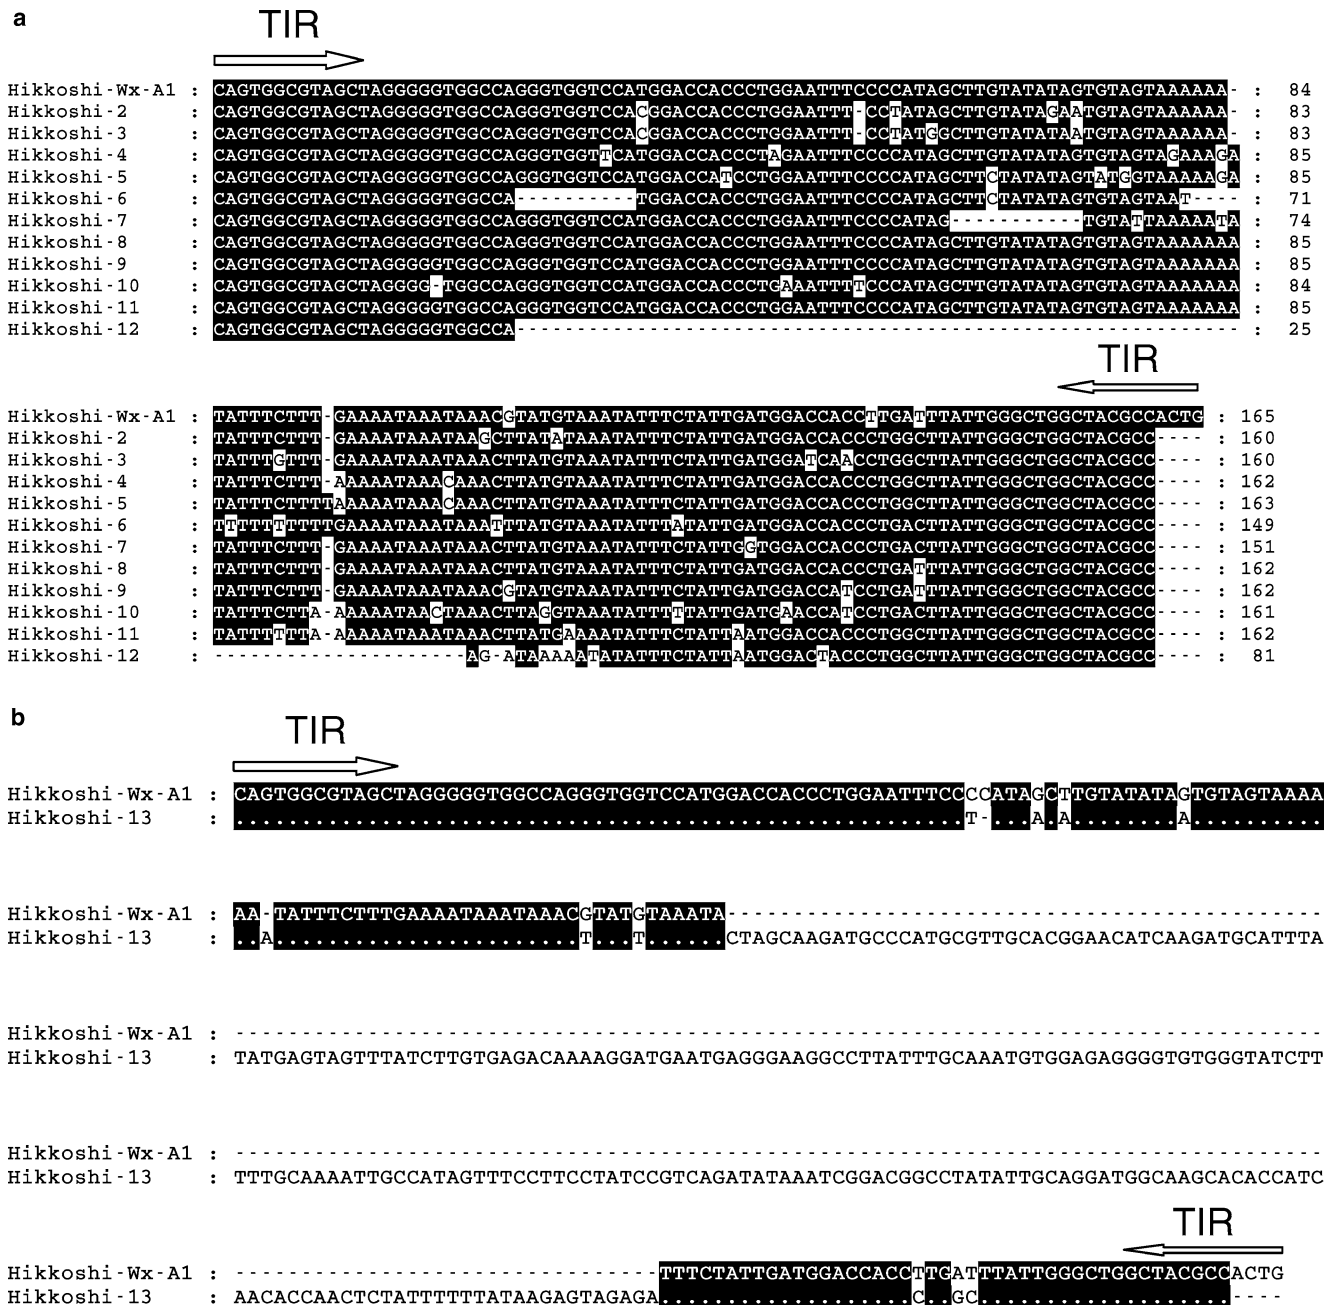 a
TIR
Hikkoshi-Wx-A1 : CAGTGGCGTAGCTAGGGGGTGGCCAGGGTGGTCCATGGACCACCCTGGAATTTCCCCATAGCTTGTATATAGTGTAGTAAAAAA- : 84
Hikkoshi-2 : CAGTGGCGTAGCTAGGGGGTGGCCAGGGTGGTCCACGGACCACCCTGGAATTT-CCTATAGCTTGTATAGAATGTAGTAAAAAA- : 83
Hikkoshi-3 : CAGTGGCGTAGCTAGGGGGTGGCCAGGGTGGTCCACGGACCACCCTGGAATTT-CCTATGGCTTGTATATAATGTAGTAAAAAA- : 83
Hikkoshi-4 : CAGTGGCGTAGCTAGGGGGTGGCCAGGGTGGTTCATGGACCACCCTAGAATTTCCCCATAGCTTGTATATAGTGTAGTAGAAAGA : 85
Hikkoshi-5 : CAGTGGCGTAGCTAGGGGGTGGCCAGGGTGGTCCATGGACCATCCTGGAATTTCCCCATAGCTTCTATATAGTATGGTAAAAAGA : 85
Hikkoshi-6 : CAGTGGCGTAGCTAGGGGGTGGCCA----------TGGACCACCCTGGAATTTCCCCATAGCTTCTATATAGTGTAGTAAT---- : 71
Hikkoshi-7 : CAGTGGCGTAGCTAGGGGGTGGCCAGGGTGGTCCATGGACCACCCTGGAATTTCCCCATAG-----------TGTATTAAAAATA : 74
Hikkoshi-8 : CAGTGGCGTAGCTAGGGGGTGGCCAGGGTGGTCCATGGACCACCCTGGAATTTCCCCATAGCTTGTATATAGTGTAGTAAAAAAA : 85
Hikkoshi-9 : CAGTGGCGTAGCTAGGGGGTGGCCAGGGTGGTCCATGGACCACCCTGGAATTTCCCCATAGCTTGTATATAGTGTAGTAAAAAAA : 85
Hikkoshi-10 : CAGTGGCGTAGCTAGGGG-TGGCCAGGGTGGTCCATGGACCACCCTGAAATTTTCCCATAGCTTGTATATAGTGTAGTAAAAAAA : 84
Hikkoshi-11 : CAGTGGCGTAGCTAGGGGGTGGCCAGGGTGGTCCATGGACCACCCTGGAATTTCCCCATAGCTTGTATATAGTGTAGTAAAAAAA : 85
Hikkoshi-12 : CAGTGGCGTAGCTAGGGGGTGGCCA------------------------------------------------------------ : 25
TIR
Hikkoshi-Wx-A1 : TATTTCTTT-GAAAATAAATAAACGTATGTAAATATTTCTATTGATGGACCACCTTGATTTATTGGGCTGGCTACGCCACTG : 165
Hikkoshi-2 : TATTTCTTT-GAAAATAAATAAGCTTATATAAATATTTCTATTGATGGACCACCCTGGCTTATTGGGCTGGCTACGCC---- : 160
Hikkoshi-3 : TATTTGTTT-GAAAATAAATAAACTTATGTAAATATTTCTATTGATGGATCAACCTGGCTTATTGGGCTGGCTACGCC---- : 160
Hikkoshi-4 : TATTTCTTT-AAAAATAAACAAACTTATGTAAATATTTCTATTGATGGACCACCCTGGCTTATTGGGCTGGCTACGCC---- : 162
Hikkoshi-5 : TATTTCTTTTAAAAATAAACAAACTTATGTAAATATTTCTATTGATGGACCACCCTGGCTTATTGGGCTGGCTACGCC---- : 163
Hikkoshi-6 : TTTTTTTTTTGAAAATAAATAAATTTATGTAAATATTTATATTGATGGACCACCCTGACTTATTGGGCTGGCTACGCC---- : 149
Hikkoshi-7 : TATTTCTTT-GAAAATAAATAAACTTATGTAAATATTTCTATTGGTGGACCACCCTGACTTATTGGGCTGGCTACGCC---- : 151
Hikkoshi-8 : TATTTCTTT-GAAAATAAATAAACTTATGTAAATATTTCTATTGATGGACCACCCTGATTTATTGGGCTGGCTACGCC---- : 162
Hikkoshi-9 : TATTTCTTT-GAAAATAAATAAACGTATGTAAATATTTCTATTGATGGACCATCCTGATTTATTGGGCTGGCTACGCC---- : 162
Hikkoshi-10 : TATTTCTTA-AAAAATAACTAAACTTAGGTAAATATTTTTATTGATGAACCATCCTGACTTATTGGGCTGGCTACGCC---- : 161
Hikkoshi-11 : TATTTTTTA-AAAAATAAATAAACTTATGAAAATATTTCTATTAATGGACCACCCTGGCTTATTGGGCTGGCTACGCC---- : 162
Hikkoshi-12 : ---------------------AG-ATAAAAATATATTTCTATTAATGGACTACCCTGGCTTATTGGGCTGGCTACGCC---- : 81
b
TIR
Hikkoshi-Wx-A1 : CAGTGGCGTAGCTAGGGGGTGGCCAGGGTGGTCCATGGACCACCCTGGAATTTCCCCATAGCTTGTATATAGTGTAGTAAAA
Hikkoshi-13 : .......................................................T-...A.A........A..........
Hikkoshi-Wx-A1 : AA-TATTTCTTTGAAAATAAATAAACGTATGTAAATA---------------------------------------------
Hikkoshi-13 : ..A.......................T...T......CTAGCAAGATGCCCATGCGTTGCACGGAACATCAAGATGCATTTA
Hikkoshi-Wx-A1 : ----------------------------------------------------------------------------------
Hikkoshi-13 : TATGAGTAGTTTATCTTGTGAGACAAAAGGATGAATGAGGGAAGGCCTTATTTGCAAATGTGGAGAGGGGTGTGGGTATCTT
Hikkoshi-Wx-A1 : ----------------------------------------------------------------------------------
Hikkoshi-13 : TTTGCAAAATTGCCATAGTTTCCTTCCTATCCGTCAGATATAAATCGGACGGCCTATATTGCAGGATGGCAAGCACACCATC
TIR
Hikkoshi-Wx-A1 : --------------------------------TTTCTATTGATGGACCACCTTGATTTATTGGGCTGGCTACGCCACTG
Hikkoshi-13 : AACACCAACTCTATTTTTTATAAGAGTAGAGA...................C..GC...................----